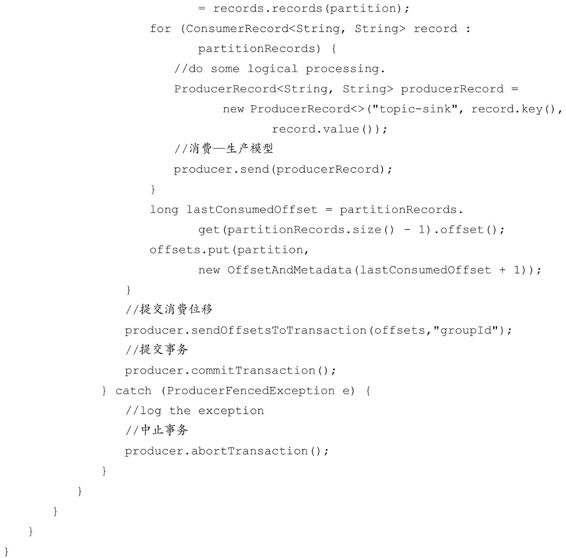 = records.records(partition);
for (ConsumerRecord<String, String> record :
partitionRecords) {
//do some logical processing.
ProducerRecord<String, String> producerRecord =
new ProducerRecord<>("topic-sink", record.key(),
record.value());
//消费—生产模型
producer.send(producerRecord);
}
long lastConsumedOffset = partitionRecords.
get(partitionRecords.size() - 1).offset();
offsets.put(partition,
new OffsetAndMetadata(lastConsumedOffset + 1));
}
//提交消费位移
producer.sendOffsetsToTransaction(offsets,"groupId");
//提交事务
producer.commitTransaction();
} catch (ProducerFencedException e) {
//log the exception
//中止事务
producer.abortTransaction();
}
}
}
}
}